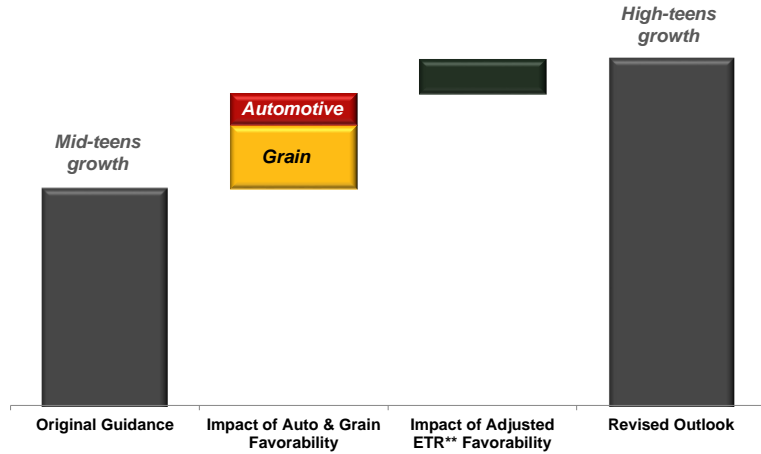 High-teens
growth
Automotive
Mid-teens
growth
Grain
Original Guidance
Impact of Auto & Grain
Favorability
Impact of Adjusted
ETR** Favorability
Revised Outlook